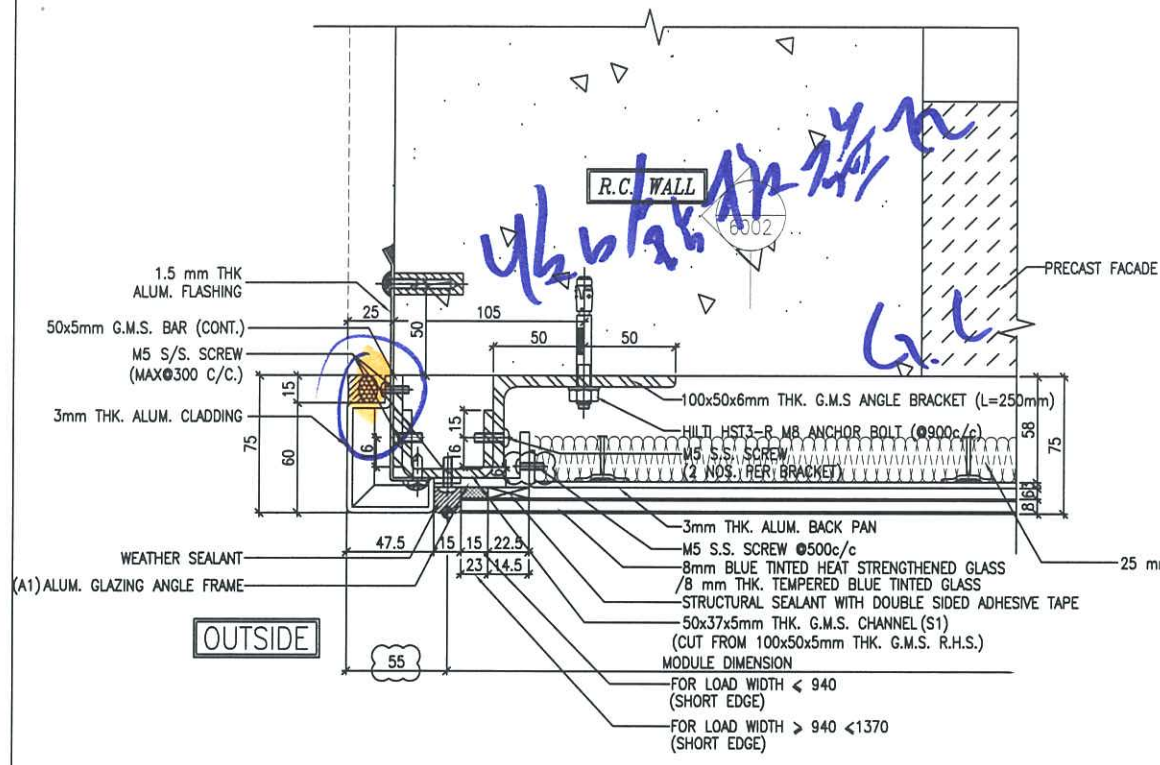 R.C. WALL
6002
PRECAST FACADE
1.5 mm THK
ALUM. FLASHING
50x5mm G.M.S. BAR (CONT.)
M5 S/S. SCREW
(MAX@300 C/C.)
3mm THK. ALUM. CLADDING
25
50
105
50
50
G.L
15
75
60
16
15
16
58
75
6
3
8
100x50x6mm THK. G.M.S ANGLE BRACKET (L=250mm)
HILTI HST3-R M8 ANCHOR BOLT (@900c/c)
M5 S.S. SCREW
(2 NOS. PER BRACKET)
3mm THK. ALUM. BACK PAN
M5 S.S. SCREW @500c/c
8mm BLUE TINTED HEAT STRENGTHENED GLASS
/8 mm THK. TEMPERED BLUE TINTED GLASS
25 m
STRUCTURAL SEALANT WITH DOUBLE SIDED ADHESIVE TAPE
50x37x5mm THK. G.M.S. CHANNEL(S1)
(CUT FROM 100x50x5mm THK. G.M.S. R.H.S.)
WEATHER SEALANT
(A1) ALUM. GLAZING ANGLE FRAME
47.5
15
15
22.5
23
14.5
OUTSIDE
55
MODULE DIMENSION
FOR LOAD WIDTH < 940
(SHORT EDGE)
FOR LOAD WIDTH > 940 <1370
(SHORT EDGE)